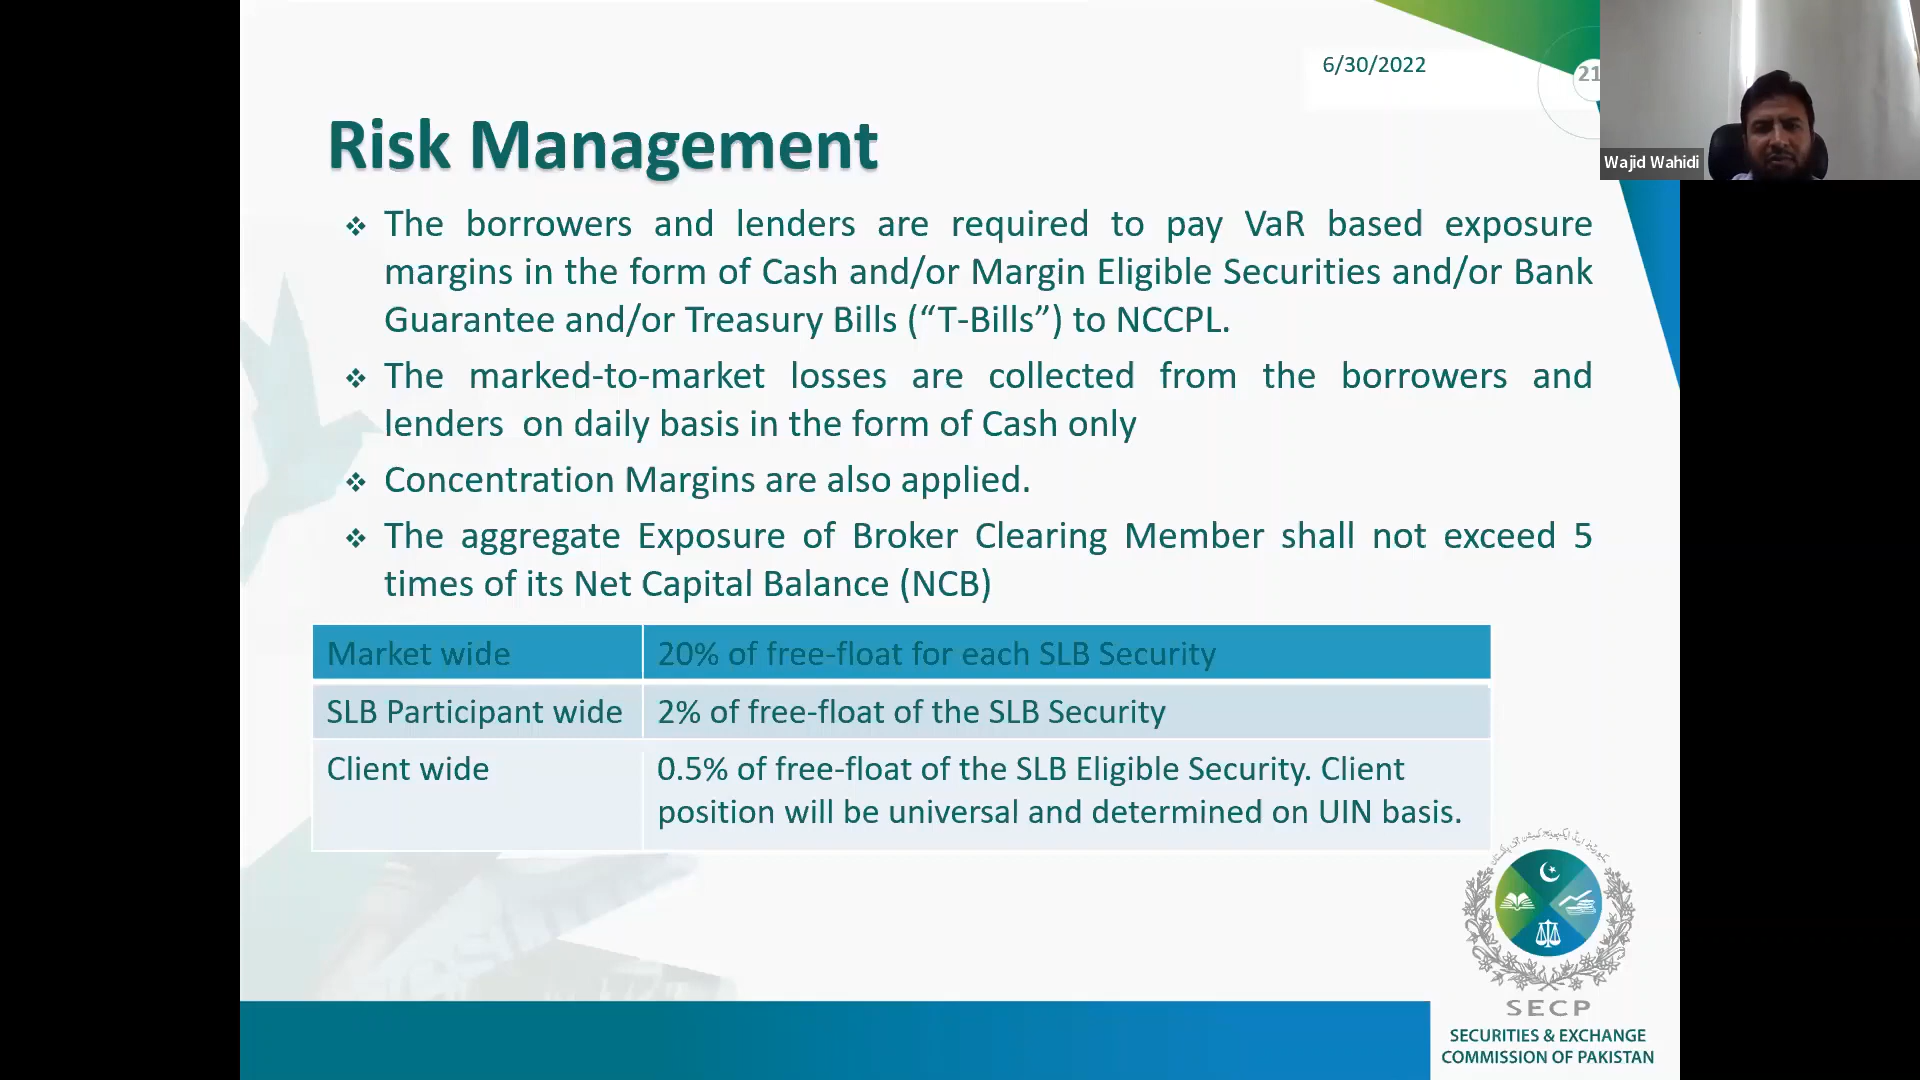 6/30/2022
21
Wajid Wahidi
Risk Management
❖ The borrowers and lenders are required to pay VaR based exposure
margins in the form of Cash and/or Margin Eligible Securities and/or Bank
Guarantee and/or Treasury Bills (“T-Bills”) to NCCPL.
❖ The marked-to-market losses are collected from the borrowers and
lenders on daily basis in the form of Cash only
❖ Concentration Margins are also applied.
❖ The aggregate Exposure of Broker Clearing Member shall not exceed 5
times of its Net Capital Balance (NCB)
Market wide 20% of free-float for each SLB Security
SLB Participant wide 2% of free-float of the SLB Security
Client wide 0.5% of free-float of the SLB Eligible Security. Client
position will be universal and determined on UIN basis.
SECP
SECURITIES & EXCHANGE
COMMISSION OF PAKISTAN